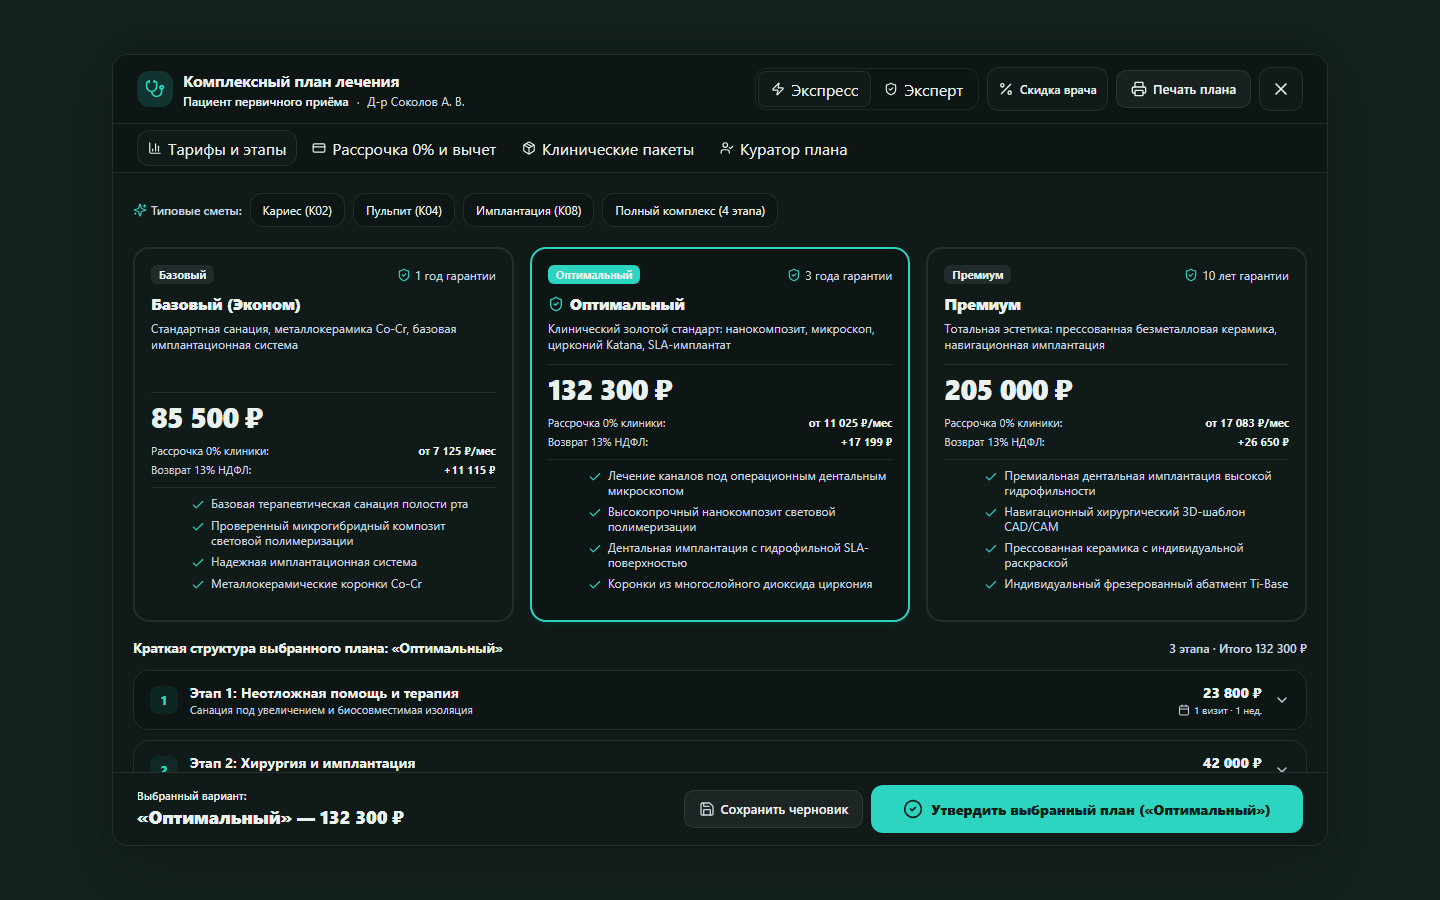 Комплексный план лечения
Пациент первичного приёма · Д-р Соколов А. В.
Экспресс
Эксперт
Скидка врача
Печать плана
Тарифы и этапы
Рассрочка 0% и вычет
Клинические пакеты
Куратор плана
Типовые сметы:
Кариес (K02)
Пульпит (K04)
Имплантация (K08)
Полный комплекс (4 этапа)
Базовый
1 год гарантии
Базовый (Эконом)
Стандартная санация, металлокерамика Co-Cr, базовая
имплантационная система
85 500 ₽
Рассрочка 0% клиники:
от 7 125 ₽/мес
Возврат 13% НДФЛ:
+11 115 ₽
Базовая терапевтическая санация полости рта
Проверенный микрогибридный композит
световой полимеризации
Надежная имплантационная система
Металлокерамические коронки Co-Cr
Оптимальный
3 года гарантии
Оптимальный
Клинический золотой стандарт: нанокомпозит, микроскоп,
цирконий Katana, SLA-имплантат
132 300 ₽
Рассрочка 0% клиники:
от 11 025 ₽/мес
Возврат 13% НДФЛ:
+17 199 ₽
Лечение каналов под операционным дентальным
микроскопом
Высокопрочный нанокомпозит световой
полимеризации
Дентальная имплантация с гидрофильной SLA-
поверхностью
Коронки из многослойного диоксида циркония
Премиум
10 лет гарантии
Премиум
Тотальная эстетика: прессованная безметалловая керамика,
навигационная имплантация
205 000 ₽
Рассрочка 0% клиники:
от 17 083 ₽/мес
Возврат 13% НДФЛ:
+26 650 ₽
Премиальная дентальная имплантация высокой
гидрофильности
Навигационный хирургический 3D-шаблон
CAD/CAM
Прессованная керамика с индивидуальной
раскраской
Индивидуальный фрезерованный абатмент Ti-Base
Краткая структура выбранного плана: «Оптимальный»
3 этапа · Итого 132 300 ₽
1
Этап 1: Неотложная помощь и терапия
Санация под увеличением и биосовместимая изоляция
23 800 ₽
1 визит · 1 нед.
2
Этап 2: Хирургия и имплантация
42 000 ₽
Выбранный вариант:
«Оптимальный» — 132 300 ₽
Сохранить черновик
Утвердить выбранный план («Оптимальный»)